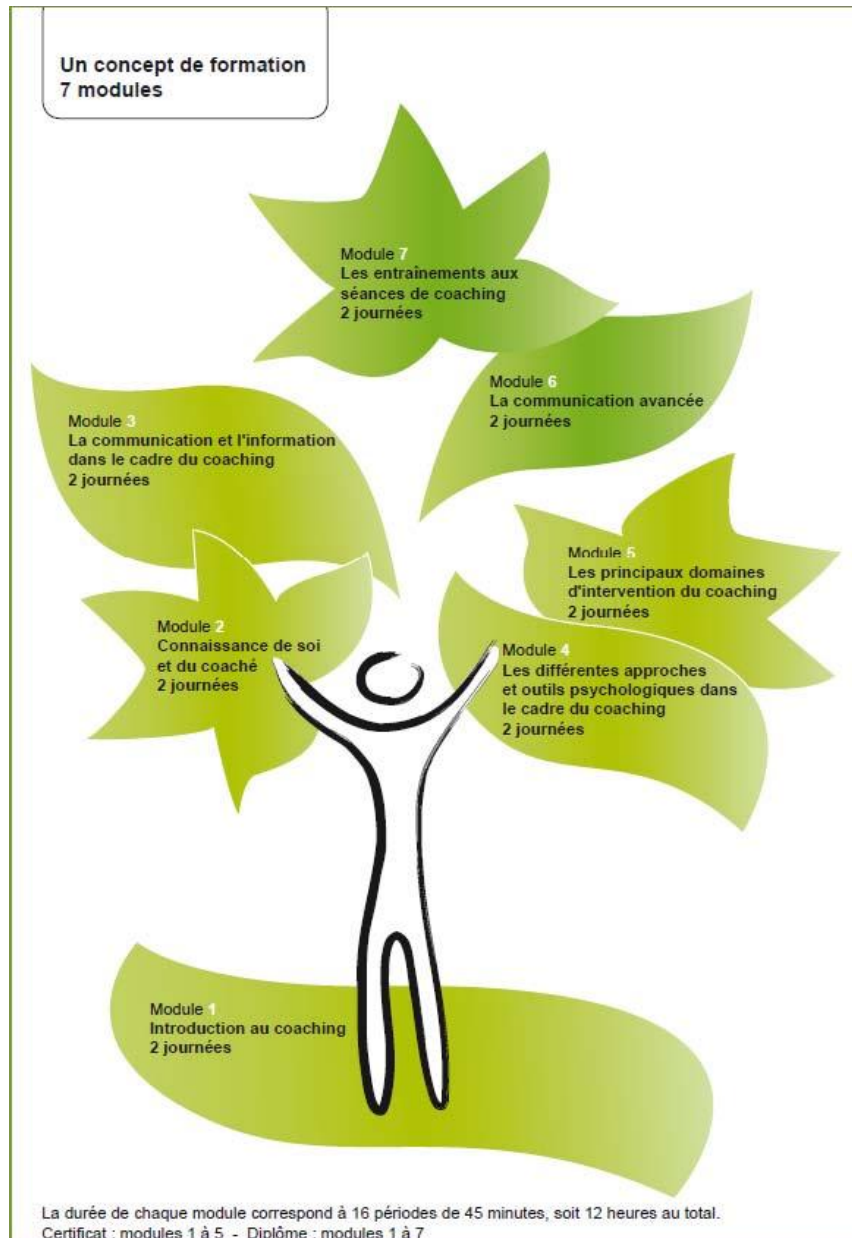 Un concept de formation
7 modules
Module 7
Les entraînements aux
séances de coaching
2 journées
Module 6
La communication avancée
2 journées
Module 3
La communication et l'information
dans le cadre du coaching
2 journées
Module 5
Les principaux domaines
d'intervention du coaching
2 journées
Module 2
Connaissance de soi
et du coaché
2 journées
Module 4
Les différentes approches
et outils psychologiques dans
le cadre du coaching
2 journées
Module 1
Introduction au coaching
2 journées
La durée de chaque module correspond à 16 périodes de 45 minutes, soit 12 heures au total.
Certificat : modules 1 à 5 - Diplôme : modules 1 à 7